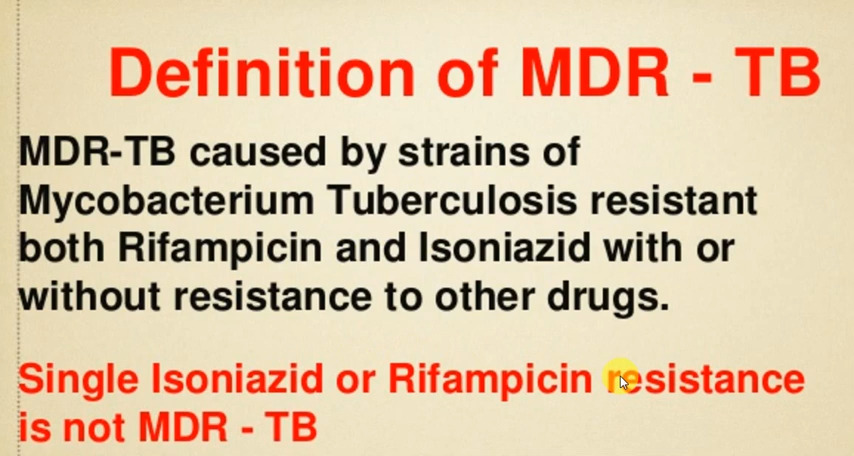 Definition of MDR - TB
MDR-TB caused by strains of
Mycobacterium Tuberculosis resistant
both Rifampicin and Isoniazid with or
without resistance to other drugs.
Single Isoniazid or Rifampicin resistance
is not MDR - TB